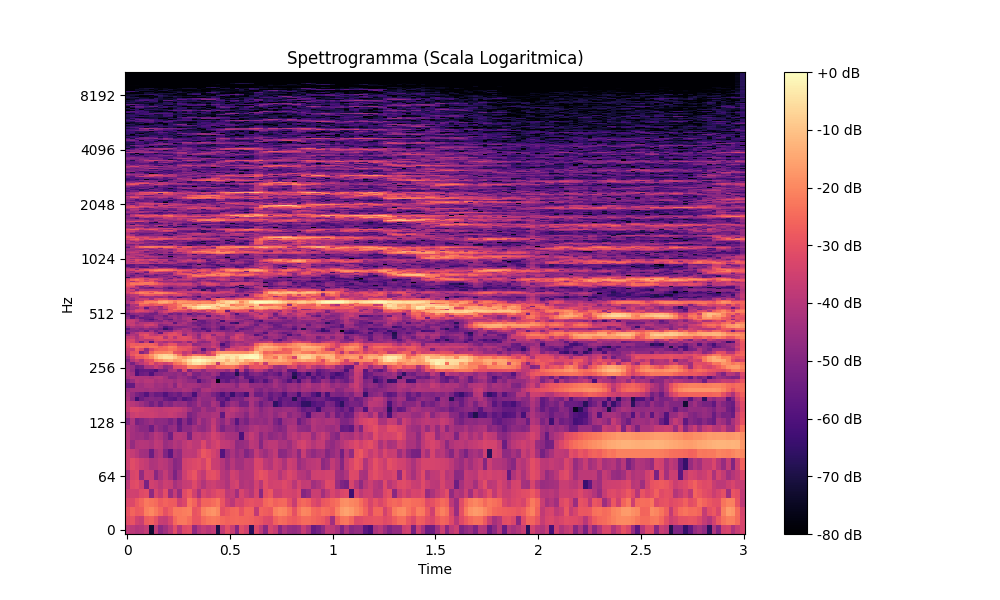 Spettrogramma (Scala Logaritmica)
Hz
8192
4096
2048
1024
512
256
128
64
0
0
0.5
1
1.5
2
2.5
3
Time
+0 dB
-10 dB
-20 dB
-30 dB
-40 dB
-50 dB
-60 dB
-70 dB
-80 dB